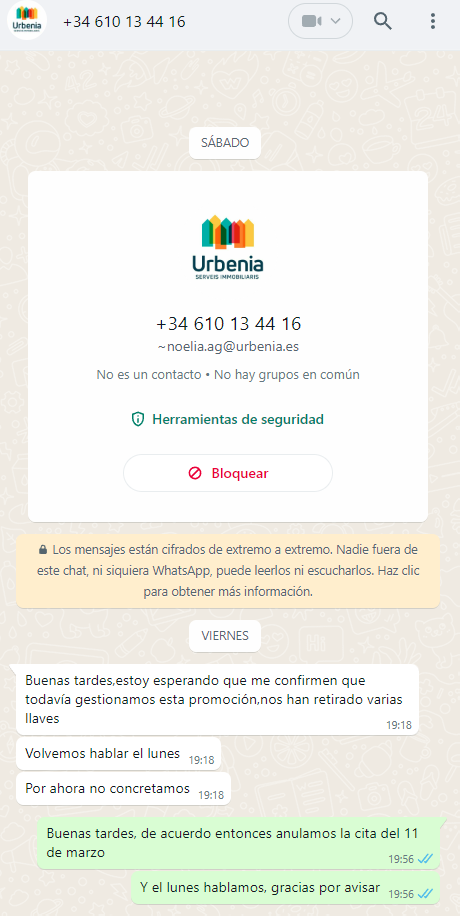 Urbenia
SERVEIS IMMOBILIARIS
+34 610 13 44 16
SÁBADO
Urbenia
SERVEIS IMMOBILIARIS
+34 610 13 44 16
~noelia.ag@urbenia.es
No es un contacto • No hay grupos en común
Herramientas de seguridad
Bloquear
Los mensajes están cifrados de extremo a extremo. Nadie fuera de
este chat, ni siquiera WhatsApp, puede leerlos ni escucharlos. Haz clic
para obtener más información.
VIERNES
Buenas tardes,estoy esperando que me confirmen que
todavía gestionamos esta promoción,nos han retirado varias
llaves
19:18
Volvemos hablar el lunes 19:18
Por ahora no concretamos 19:18
Buenas tardes, de acuerdo entonces anulamos la cita del 11
de marzo
19:56
Y el lunes hablamos, gracias por avisar 19:56